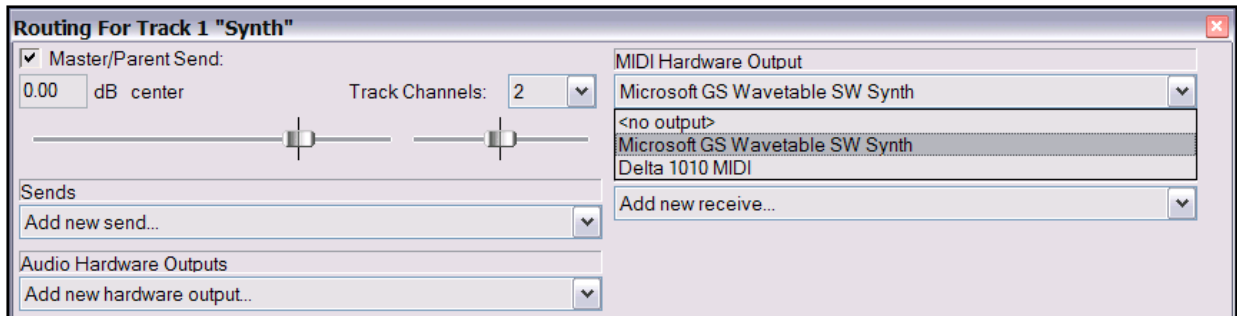 Routing For Track 1 "Synth"
Master/Parent Send:
0.00 dB center Track Channels: 2
Sends
Add new send...
Audio Hardware Outputs
Add new hardware output...
MIDI Hardware Output
Microsoft GS Wavetable SW Synth
<no output>
Microsoft GS Wavetable SW Synth
Delta 1010 MIDI
Add new receive...